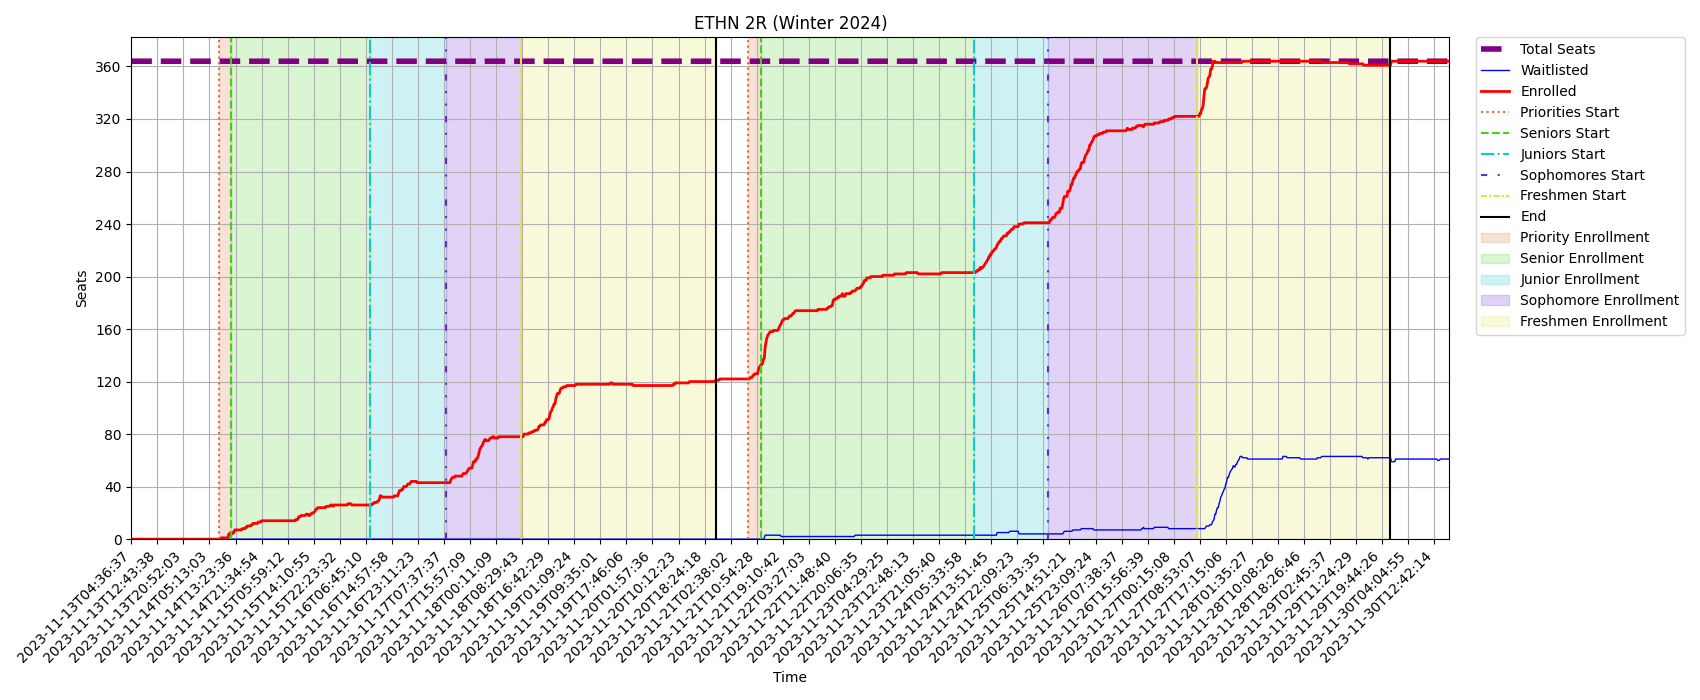 ETHN 2R (Winter 2024)
Seats
360
320
280
240
200
160
120
80
40
0
2023-11-13T04:36:37
2023-11-13T12:43:38
2023-11-13T20:52:03
2023-11-14T05:13:03
2023-11-14T13:23:36
2023-11-14T21:34:54
2023-11-15T05:59:12
2023-11-15T14:10:55
2023-11-15T22:23:32
2023-11-16T06:45:10
2023-11-16T14:57:58
2023-11-16T23:11:23
2023-11-17T07:37:37
2023-11-17T15:57:09
2023-11-18T00:11:09
2023-11-18T08:29:43
2023-11-18T16:42:29
2023-11-19T01:09:24
2023-11-19T09:35:01
2023-11-19T17:46:06
2023-11-20T01:57:36
2023-11-20T10:12:23
2023-11-20T18:24:18
2023-11-21T02:38:02
2023-11-21T10:54:28
2023-11-21T19:10:42
2023-11-22T03:27:03
2023-11-22T11:48:40
2023-11-22T20:06:35
2023-11-23T04:29:25
2023-11-23T12:48:13
2023-11-23T21:05:40
2023-11-24T05:33:58
2023-11-24T13:51:45
2023-11-24T22:09:23
2023-11-25T06:33:35
2023-11-25T14:51:21
2023-11-25T23:09:24
2023-11-26T07:38:37
2023-11-26T15:56:39
2023-11-27T00:15:08
2023-11-27T08:53:07
2023-11-27T17:15:06
2023-11-28T01:35:27
2023-11-28T10:08:26
2023-11-28T18:26:46
2023-11-29T02:45:37
2023-11-29T11:24:29
2023-11-29T19:44:26
2023-11-30T04:04:55
2023-11-30T12:42:14
Time
Total Seats
Waitlisted
Enrolled
Priorities Start
Seniors Start
Juniors Start
Sophomores Start
Freshmen Start
End
Priority Enrollment
Senior Enrollment
Junior Enrollment
Sophomore Enrollment
Freshmen Enrollment